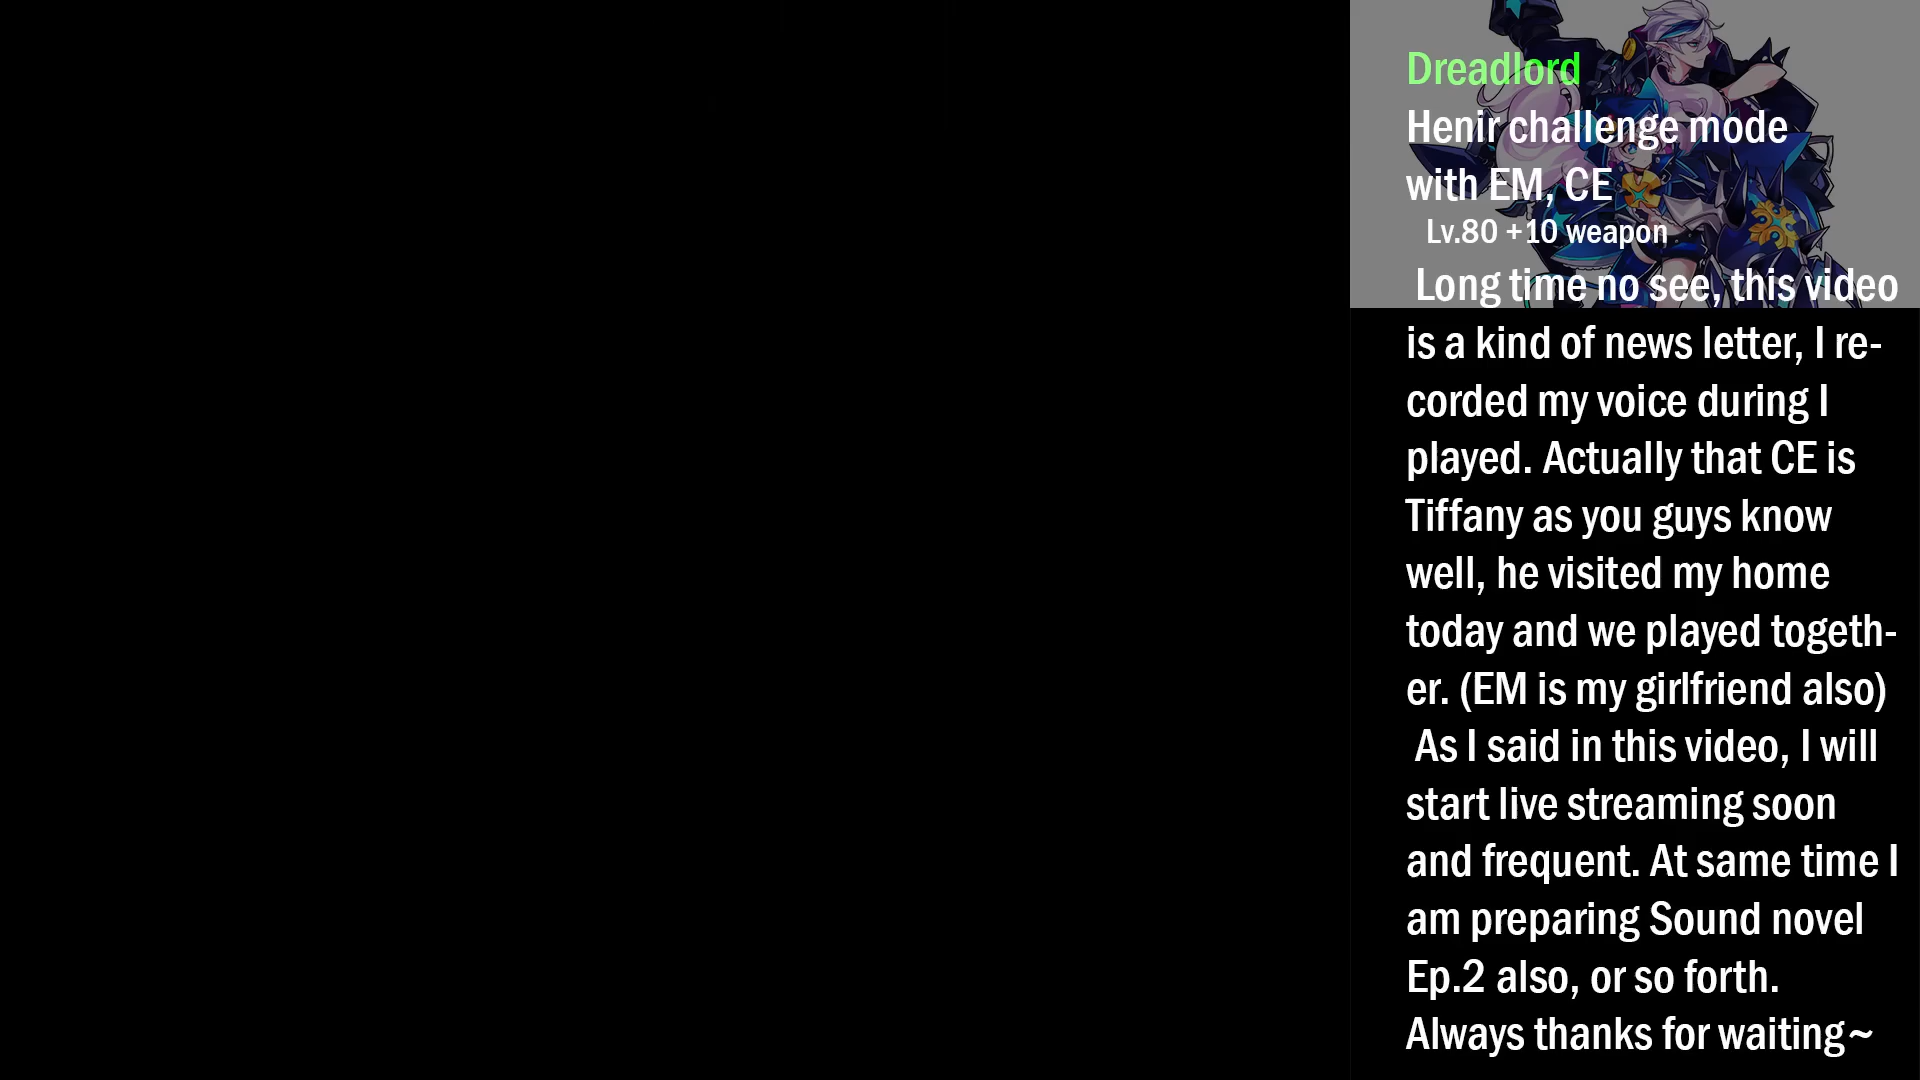 Dreadlord
Henir challenge mode
with EM, CE
Lv.80 +10 weapon
Long time no see, this video
is a kind of news letter, I re-
corded my voice during I
played. Actually that CE is
Tiffany as you guys know
well, he visited my home
today and we played togeth-
er. (EM is my girlfriend also)
As I said in this video, I will
start live streaming soon
and frequent. At same time I
am preparing Sound novel
Ep.2 also, or so forth.
Always thanks for waiting~